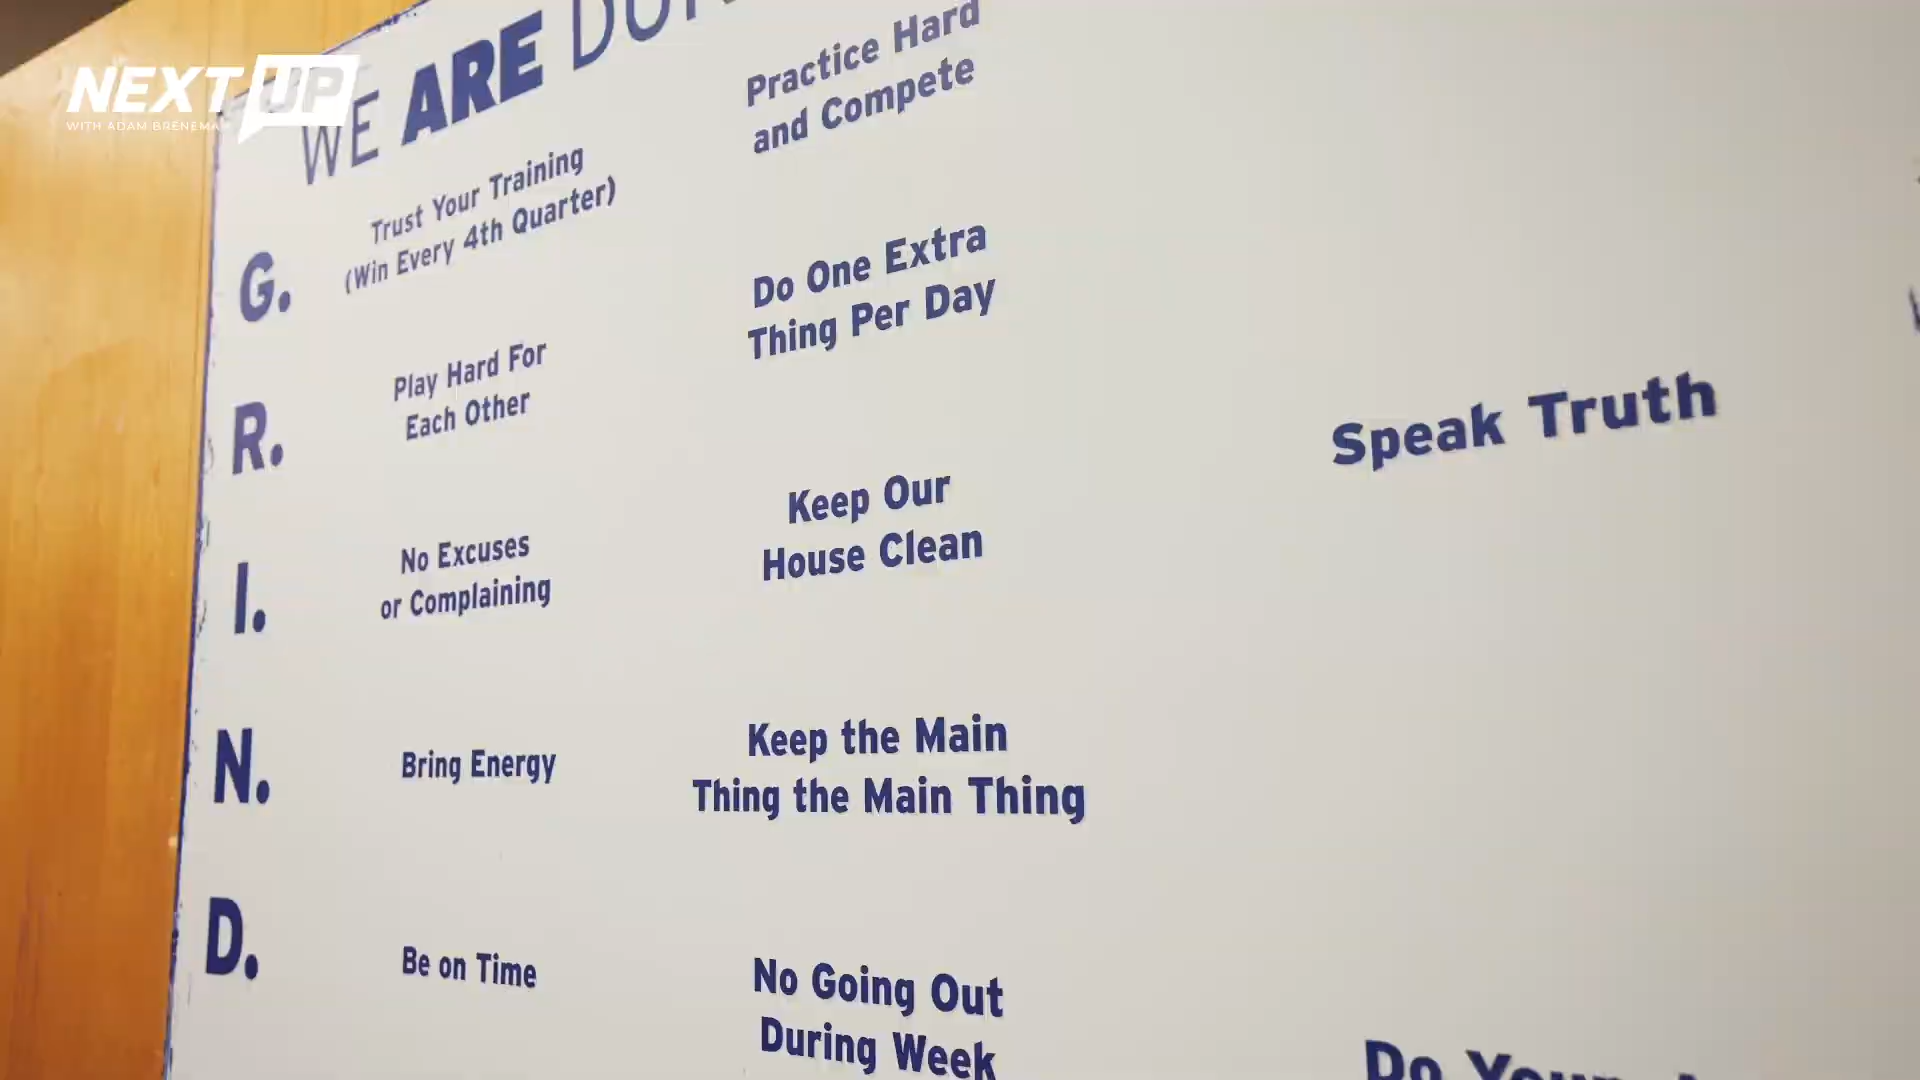 NEXT UP
WITH ADAM BRENEMAN
WE ARE
G.
Trust Your Training
(Win Every 4th Quarter)
Practice Hard
and Compete
R.
Play Hard For
Each Other
Do One Extra
Thing Per Day
Speak Truth
I.
No Excuses
or Complaining
Keep Our
House Clean
N.
Bring Energy
Keep the Main
Thing the Main Thing
D.
Be on Time
No Going Out
During Week
Do